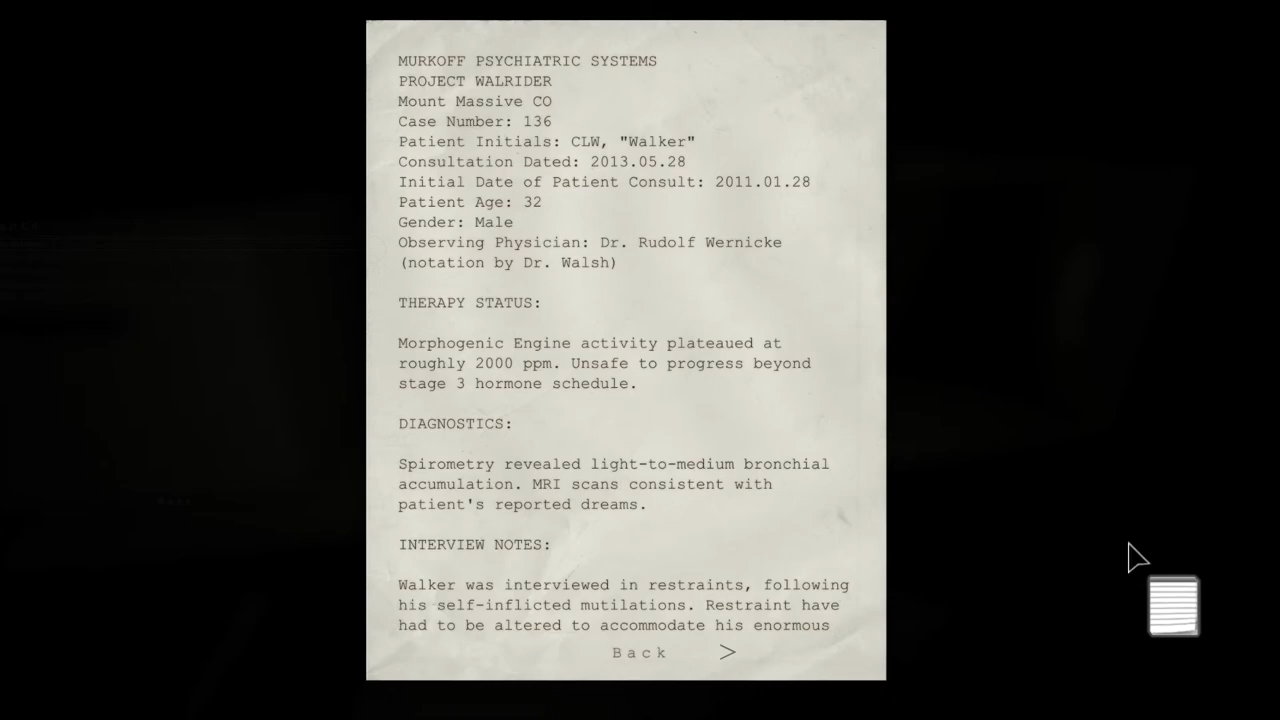 MURKOFF PSYCHIATRIC SYSTEMS
PROJECT WALRIDER
Mount Massive CO
Case Number: 136
Patient Initials: CLW, "Walker"
Consultation Dated: 2013.05.28
Initial Date of Patient Consult: 2011.01.28
Patient Age: 32
Gender: Male
Observing Physician: Dr. Rudolf Wernicke
(notation by Dr. Walsh)
THERAPY STATUS:
Morphogenic Engine activity plateaued at
roughly 2000 ppm. Unsafe to progress beyond
stage 3 hormone schedule.
DIAGNOSTICS:
Spirometry revealed light-to-medium bronchial
accumulation. MRI scans consistent with
patient's reported dreams.
INTERVIEW NOTES:
Walker was interviewed in restraints, following
his self-inflicted mutilations. Restraint have
had to be altered to accommodate his enormous
Back >